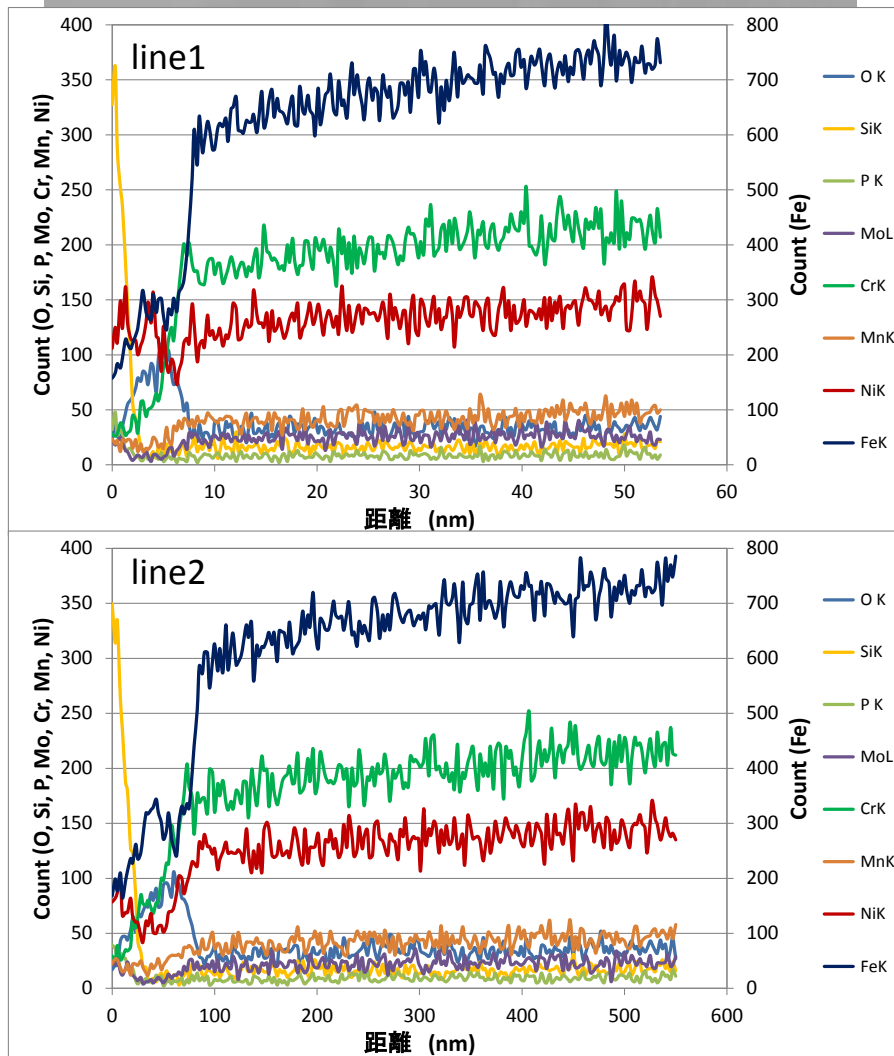 line1
Count (O, Si, P, Mo, Cr, Mn, Ni)
400
350
300
250
200
150
100
50
0
800
700
600
500
400
300
200
100
0
Count (Fe)
0 10 20 30 40 50 60
距離 (nm)
O K
SiK
P K
MoL
CrK
MnK
NiK
FeK
line2
Count (O, Si, P, Mo, Cr, Mn, Ni)
400
350
300
250
200
150
100
50
0
800
700
600
500
400
300
200
100
0
Count (Fe)
0 100 200 300 400 500 600
距離 (nm)
O K
SiK
P K
MoL
CrK
MnK
NiK
FeK